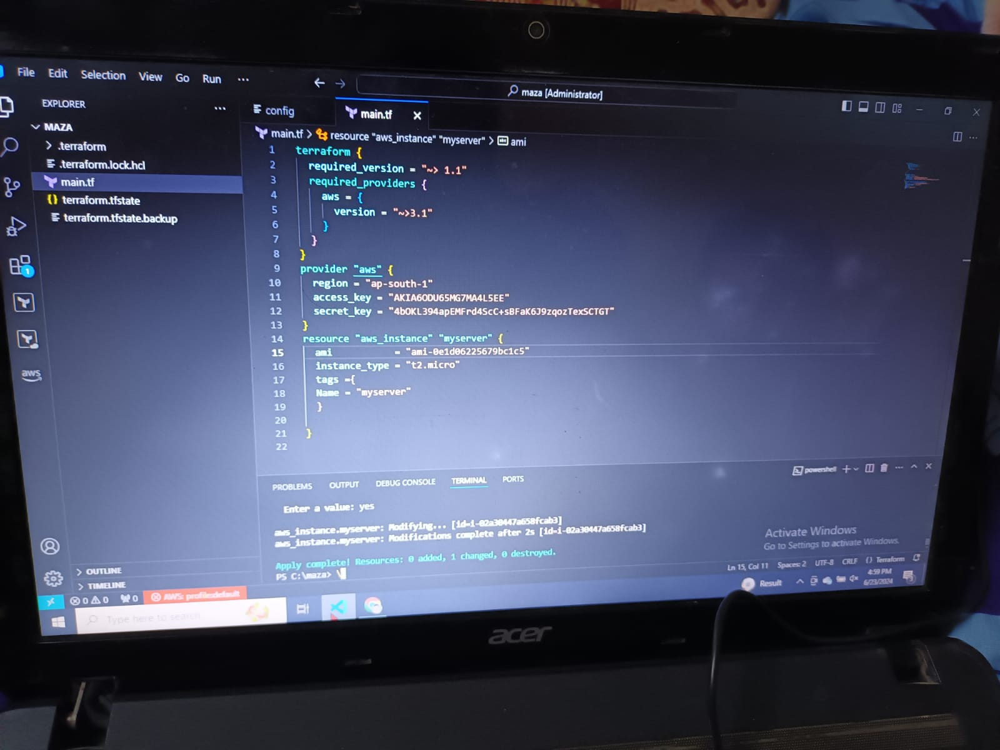 File Edit Selection View Go Run ...
maza [Administrator]
EXPLORER
MAZA
.terraform
.terraform.lock.hcl
main.tf
terraform.tfstate
terraform.tfstate.backup
OUTLINE
TIMELINE
aws
1
config
main.tf
main.tf > resource "aws_instance" "myserver" > ami
1 terraform {
2 required_version = "~> 1.1"
3 required_providers {
4 aws = {
5 version = "~>3.1"
6 }
7 }
8 }
9 provider "aws" {
10 region = "ap-south-1"
11 access_key = "[credential redacted]"
12 secret_key = "[credential redacted]"
13 }
14 resource "aws_instance" "myserver" {
15 ami = "ami-0e1d06225679bc1c5"
16 instance_type = "t2.micro"
17 tags ={
18 Name = "myserver"
19 }
20
21 }
22
PROBLEMS OUTPUT DEBUG CONSOLE TERMINAL PORTS
powershell
Enter a value: yes
aws_instance.myserver: Modifying... [id=i-02a30447a658fcab3]
aws_instance.myserver: Modifications complete after 2s [id=i-02a30447a658fcab3]
Apply complete! Resources: 0 added, 1 changed, 0 destroyed.
PS C:\maza> \
Activate Windows
Go to Settings to activate Windows.
0 0 0 AWS: profile:default
Ln 15, Col 11 Spaces: 2 UTF-8 CRLF {} Terraform
Type here to search
Result
4:59 PM
6/23/2024
acer